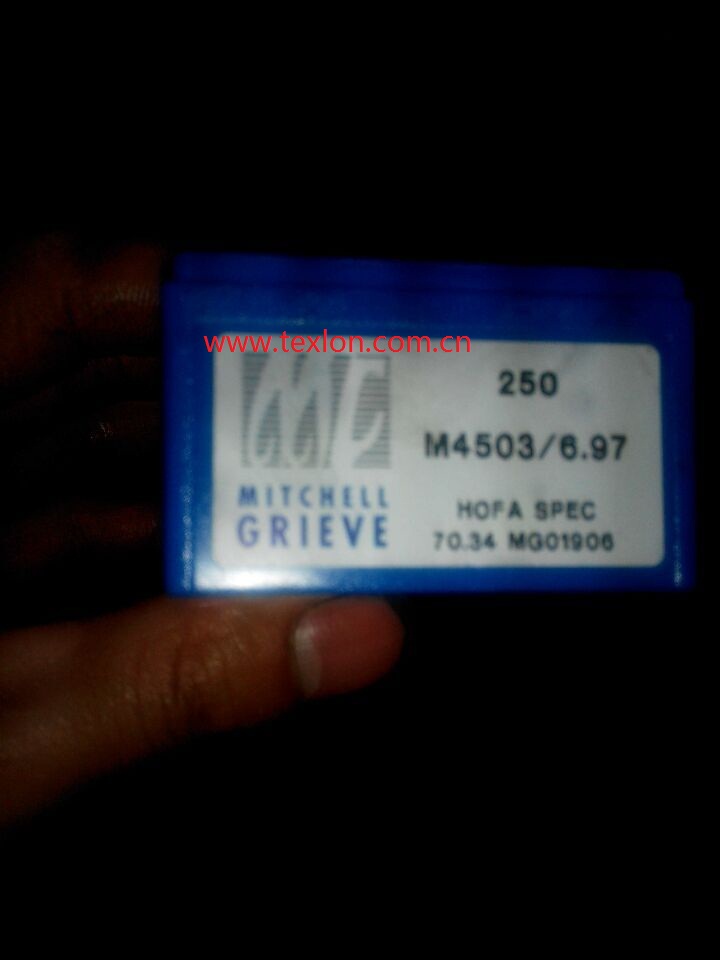 www.texlon.com.cn
250
M4503/6.97
MITCHELL
GRIEVE
HOFA SPEC
70.34 MG01906